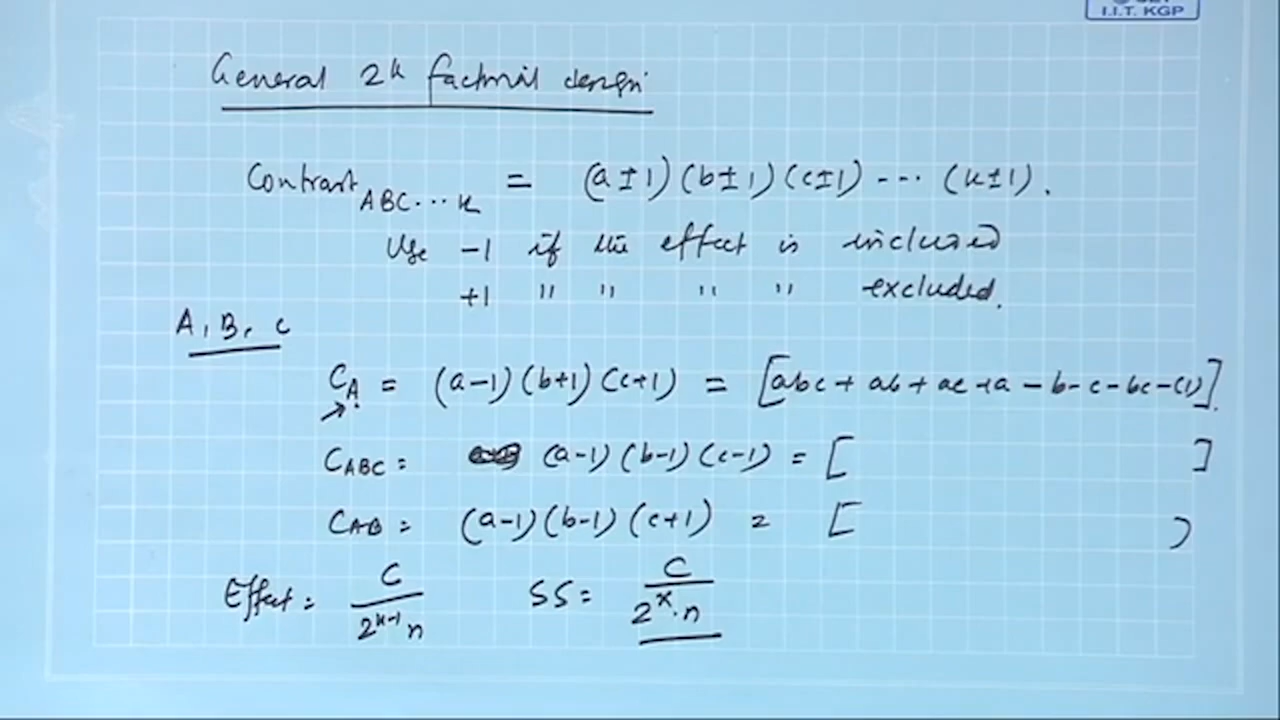 I.I.T. KGP
General 2^k factorial design
Contrast_ABC...k = (a±1)(b±1)(c±1)---(k±1).
Use -1 if the effect is included
+1 " " " " excluded.
A, B, C
C_A = (a-1)(b+1)(c+1) = [abc + ab + ac + a - b - c - bc - (1)].
C_ABC = (a-1)(b-1)(c-1) = [ ]
C_AB = (a-1)(b-1)(c+1) = [ )
Effect = C / 2^(k-1) n SS = C / 2^k . n